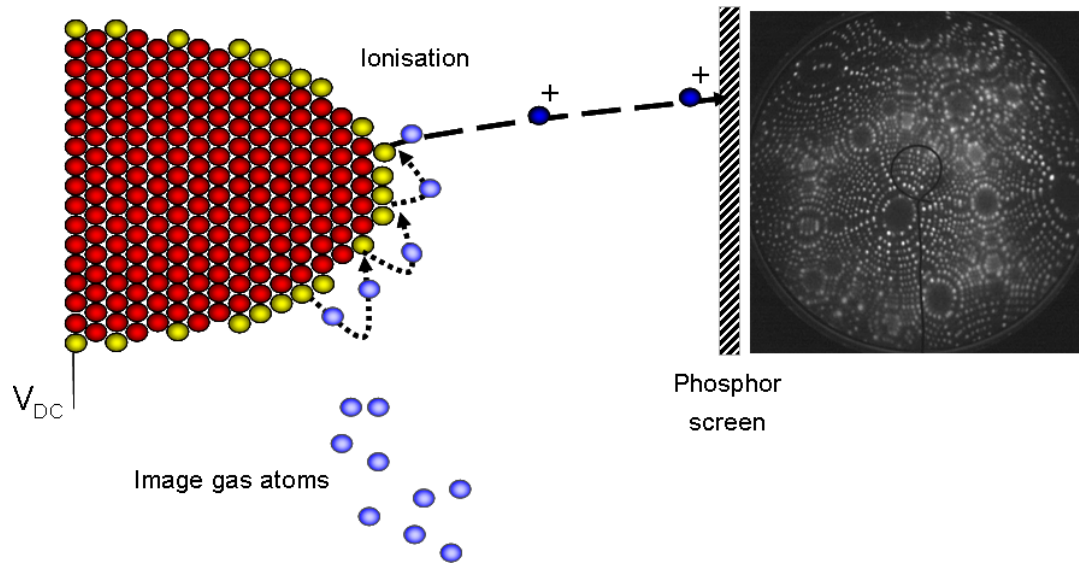 Ionisation
+
+
V_DC
Phosphor
screen
Image gas atoms